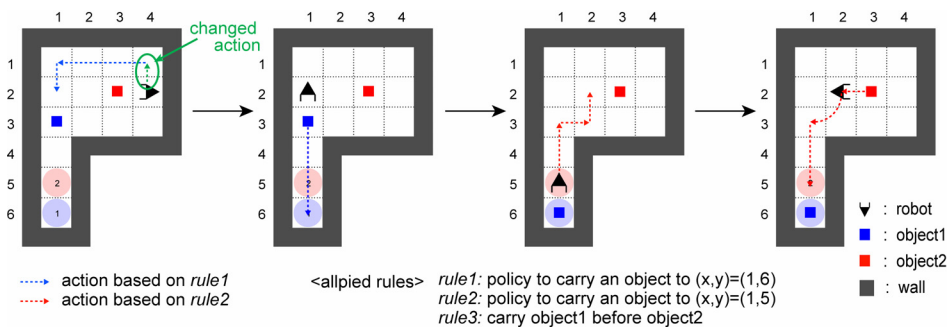 1 2 3 4
1 2 3 4
1 2 3 4
1 2 3 4
changed
action
1
2
3
4
5
6
2
1
1
2
3
4
5
6
1
2
3
4
5
6
1
2
3
4
5
6
: robot
: object1
: object2
: wall
action based on rule1
action based on rule2
<allpied rules>
rule1: policy to carry an object to (x,y)=(1,6)
rule2: policy to carry an object to (x,y)=(1,5)
rule3: carry object1 before object2